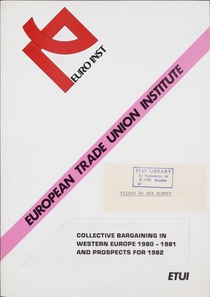 EURO INST
EUROPEAN TRADE UNION INSTITUTE
ETUI LIBRARY
PLEASE DO NOT REMOVE
COLLECTIVE BARGAINING IN
WESTERN EUROPE 1980 - 1981
AND PROSPECTS FOR 1982
ETUI